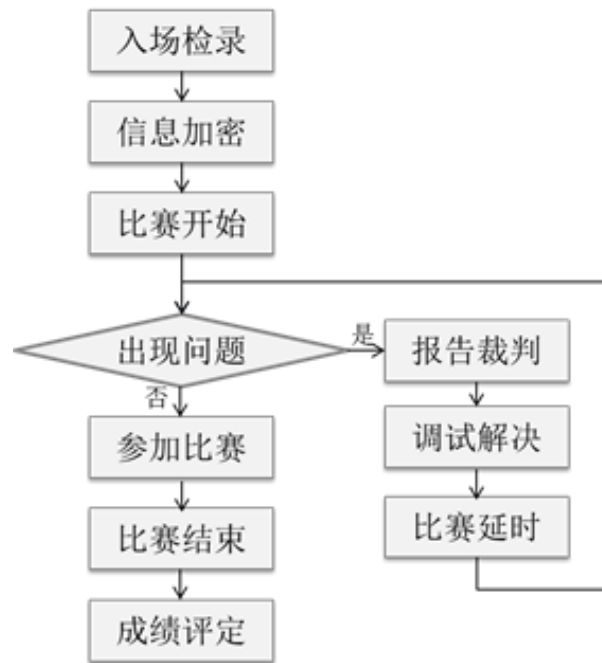 入场检录
信息加密
比赛开始
出现问题
是
报告裁判
否
调试解决
参加比赛
比赛延时
比赛结束
成绩评定